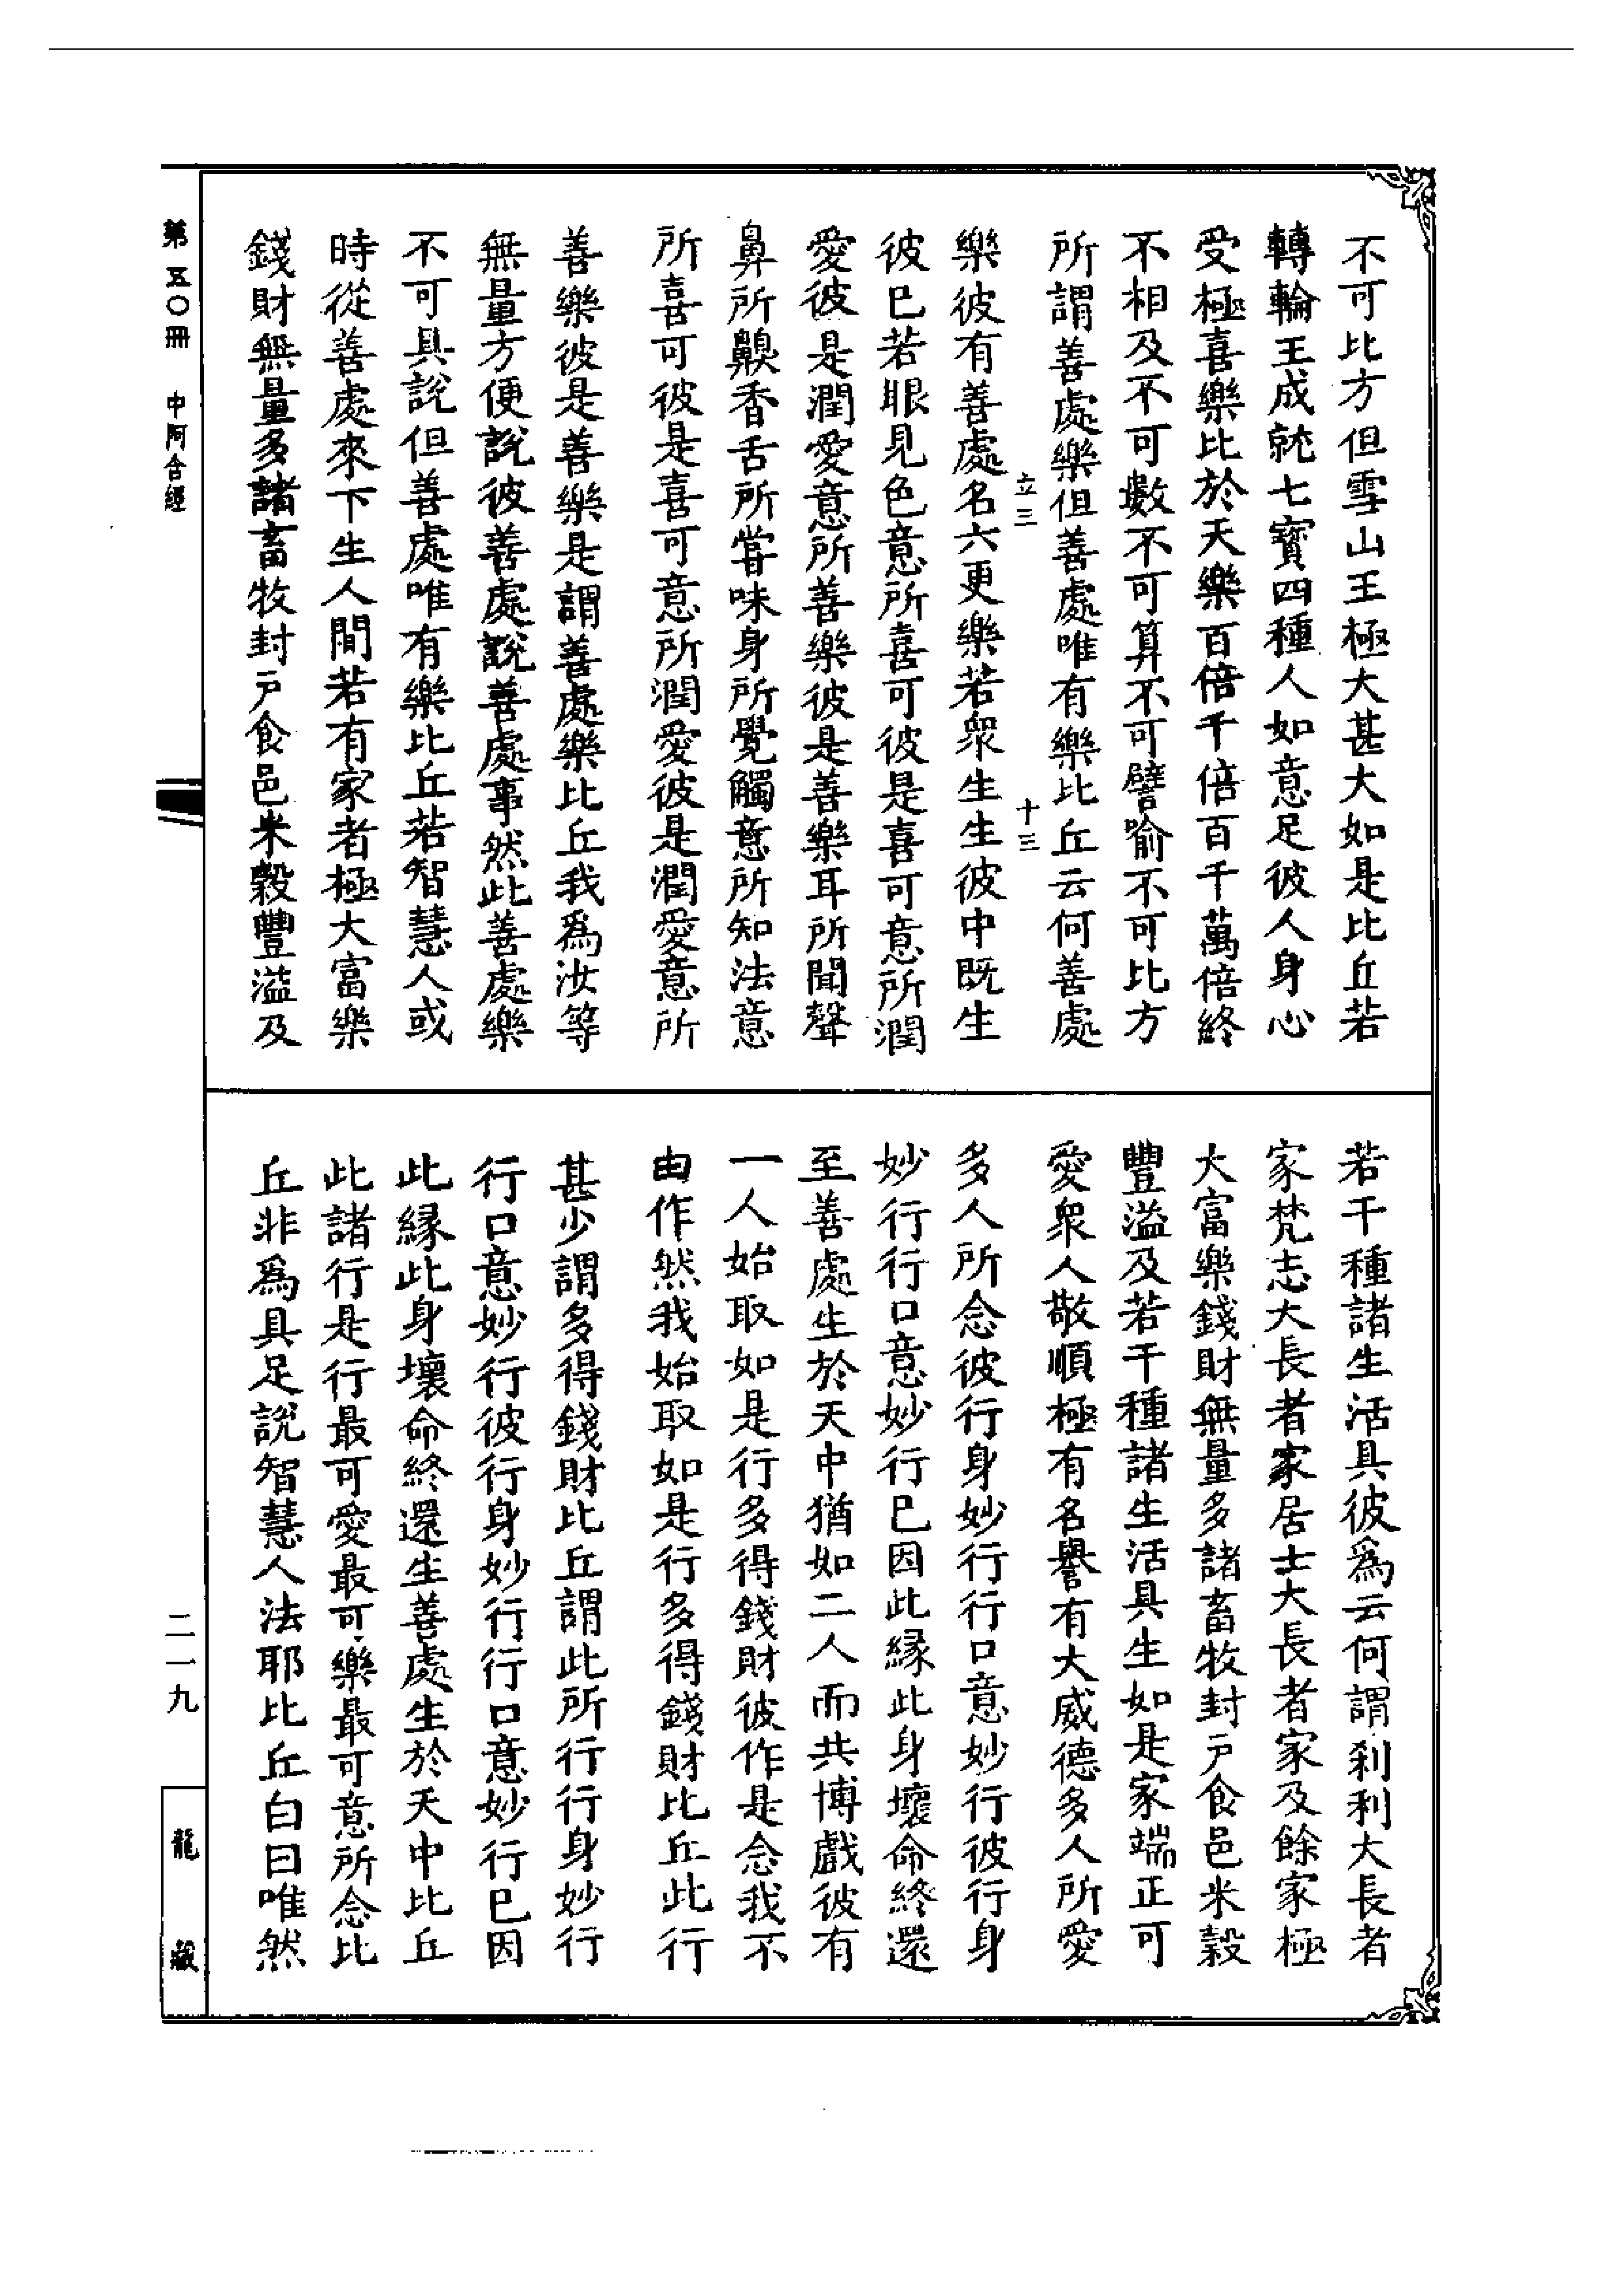 不可比方但雪山王極大甚大如是比丘若
轉輪王成就七寶四種人如意足彼人身心
受極喜樂比於天樂百倍千倍百千萬倍終
不相及不可數不可算不可譬喻不可比方
所謂善處樂但善處唯有樂比丘云何善處
立三 十三
樂彼有善處名六更樂若衆生生彼中既生
彼已若眼見色意所喜可彼是喜可意所潤
愛彼是潤愛意所善樂彼是善樂耳所聞聲
鼻所齅香舌所甞味身所覺觸意所知法意
所喜可彼是喜可意所潤愛彼是潤愛意所
善樂彼是善樂是謂善處樂比丘我爲汝等
無量方便説彼善處説善處事然此善處樂
不可具説但善處唯有樂比丘若智慧人或
時從善處來下生人間若有家者極大富樂
錢財無量多諸畜牧封戸食邑米穀豐溢及
若干種諸生活具彼爲云何謂刹利大長者
家梵志大長者家居士大長者家及餘家極
大富樂錢財無量多諸畜牧封戸食邑米穀
豐溢及若干種諸生活具生如是家端正可
愛衆人敬順極有名譽有大威德多人所愛
多人所念彼行身妙行行口意妙行彼行身
妙行行口意妙行已因此緣此身壞命終還
至善處生於天中猶如二人而共博戲彼有
一人始取如是行多得錢財彼作是念我不
由作然我始取如是行多得錢財比丘此行
甚少謂多得錢財比丘謂此所行行身妙行
行口意妙行彼行身妙行行口意妙行已因
此緣此身壞命終還生善處生於天中比丘
此諸行是行最可愛最可樂最可意所念比
丘非爲具足説智慧人法耶比丘白曰唯然
第五〇冊 中阿含經
二一九
龍藏